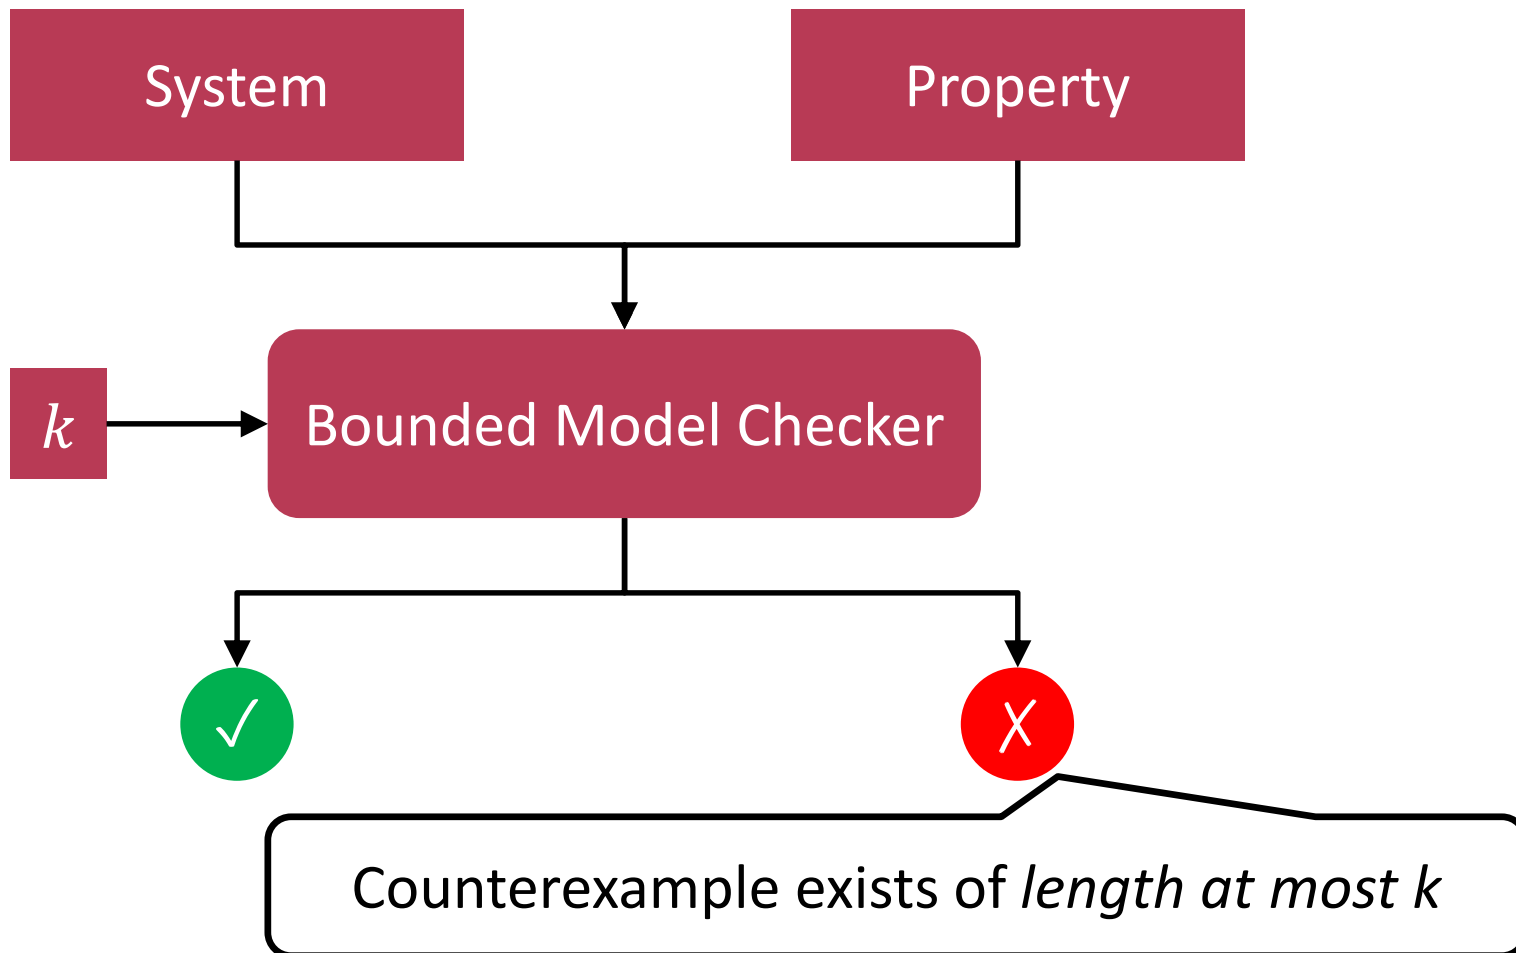 System
Property
k
Bounded Model Checker
✓
✗
Counterexample exists of length at most k